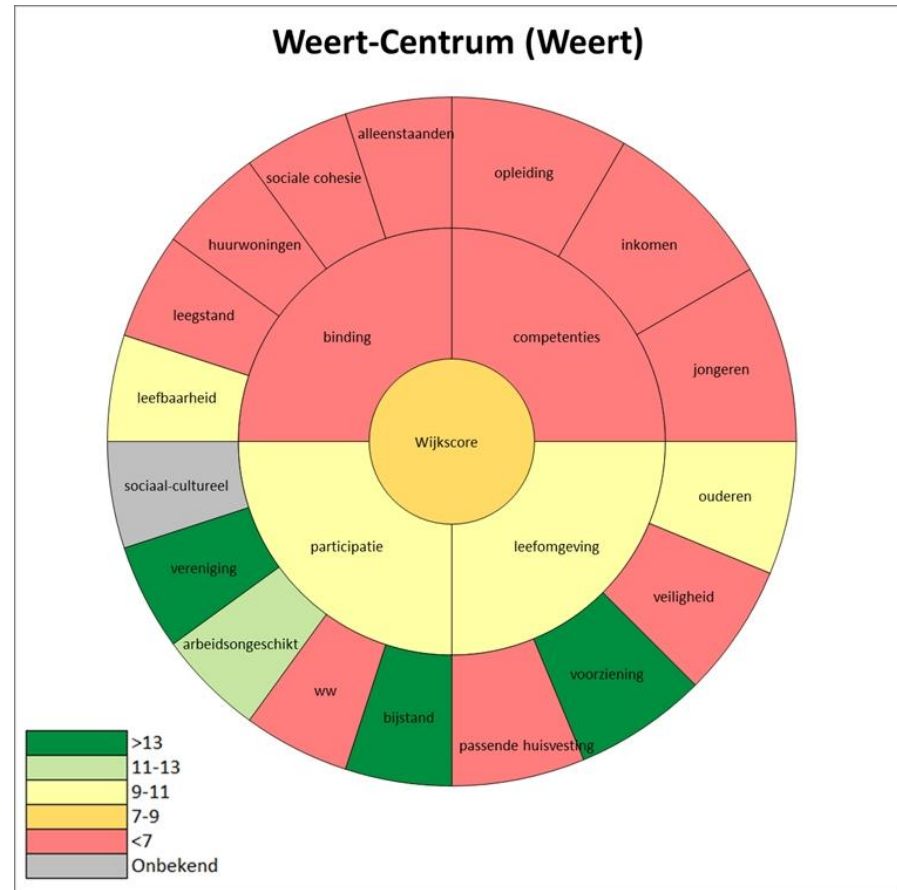 Weert-Centrum (Weert)
alleenstaanden
opleiding
sociale cohesie
inkomen
huurwoningen
leegstand
binding
competenties
jongeren
leefbaarheid
Wijkscore
sociaal-cultureel
ouderen
participatie
leefomgeving
vereniging
veiligheid
arbeidsongeschikt
voorziening
ww
bijstand
passende huisvesting
>13
11-13
9-11
7-9
<7
Onbekend